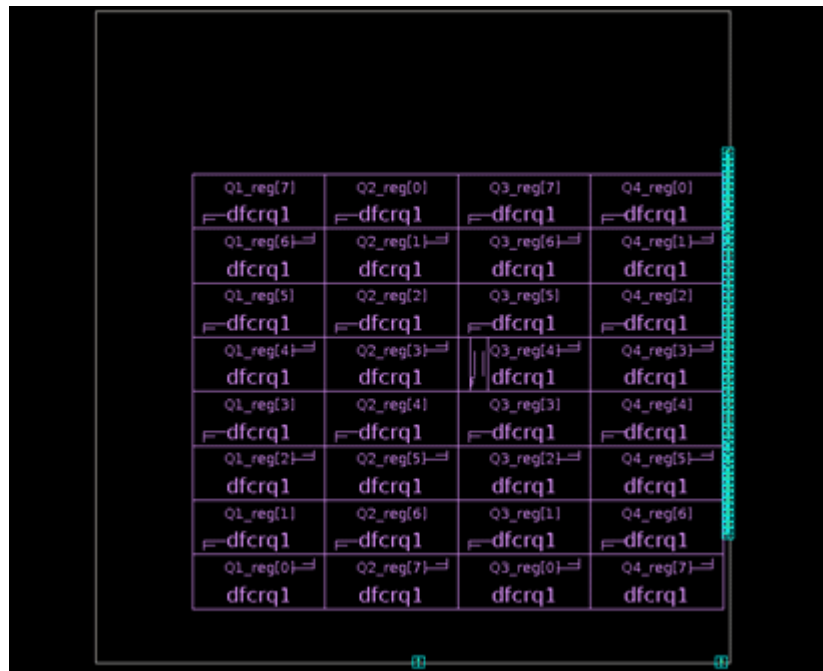 Q1_reg[7] Q2_reg[0] Q3_reg[7] Q4_reg[0]
dfcrq1 dfcrq1 dfcrq1 dfcrq1
Q1_reg[6] Q2_reg[1] Q3_reg[6] Q4_reg[1]
dfcrq1 dfcrq1 dfcrq1 dfcrq1
Q1_reg[5] Q2_reg[2] Q3_reg[5] Q4_reg[2]
dfcrq1 dfcrq1 dfcrq1 dfcrq1
Q1_reg[4] Q2_reg[3] Q3_reg[4] Q4_reg[3]
dfcrq1 dfcrq1 dfcrq1 dfcrq1
Q1_reg[3] Q2_reg[4] Q3_reg[3] Q4_reg[4]
dfcrq1 dfcrq1 dfcrq1 dfcrq1
Q1_reg[2] Q2_reg[5] Q3_reg[2] Q4_reg[5]
dfcrq1 dfcrq1 dfcrq1 dfcrq1
Q1_reg[1] Q2_reg[6] Q3_reg[1] Q4_reg[6]
dfcrq1 dfcrq1 dfcrq1 dfcrq1
Q1_reg[0] Q2_reg[7] Q3_reg[0] Q4_reg[7]
dfcrq1 dfcrq1 dfcrq1 dfcrq1